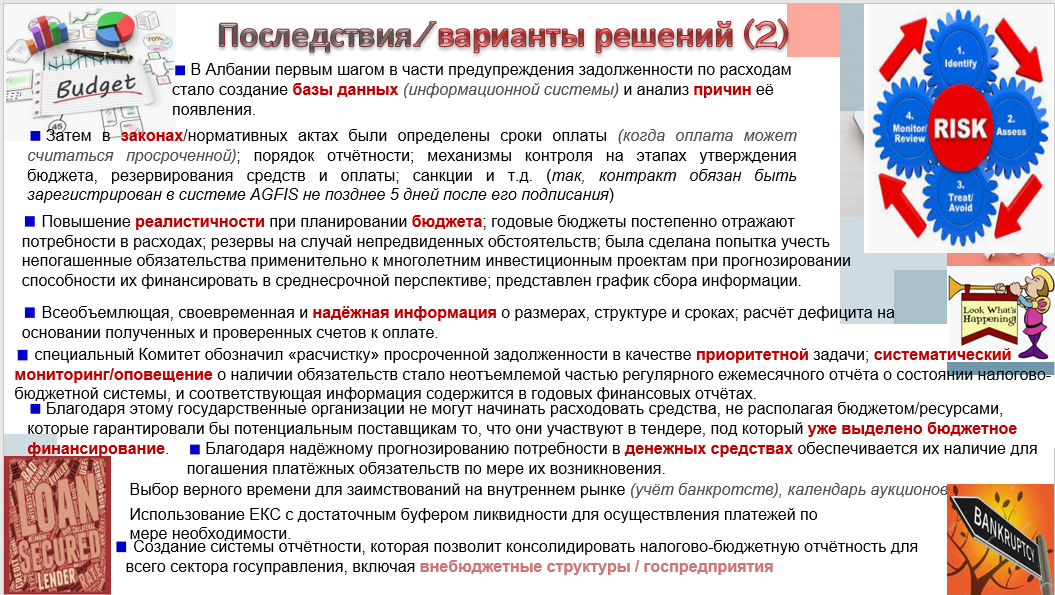 Последствия/варианты решений (2)
Budget
В Албании первым шагом в части предупреждения задолженности по расходам
стало создание базы данных (информационной системы) и анализ причин её
появления.
Затем в законах/нормативных актах были определены сроки оплаты (когда оплата может
считаться просроченной); порядок отчётности; механизмы контроля на этапах утверждения
бюджета, резервирования средств и оплаты; санкции и т.д. (так, контракт обязан быть
зарегистрирован в системе AGFIS не позднее 5 дней после его подписания)
1.
Identify
2.
Assess
3.
Treat/
Avoid
4.
Monitor/
Review
RISK
Повышение реалистичности при планировании бюджета; годовые бюджеты постепенно отражают
потребности в расходах; резервы на случай непредвиденных обстоятельств; была сделана попытка учесть
непогашенные обязательства применительно к многолетним инвестиционным проектам при прогнозировании
способности их финансировать в среднесрочной перспективе; представлен график сбора информации.
Look What's
Happening!
Всеобъемлющая, своевременная и надёжная информация о размерах, структуре и сроках; расчёт дефицита на
основании полученных и проверенных счетов к оплате.
специальный Комитет обозначил «расчистку» просроченной задолженности в качестве приоритетной задачи; систематический
мониторинг/оповещение о наличии обязательств стало неотъемлемой частью регулярного ежемесячного отчёта о состоянии налогово-
бюджетной системы, и соответствующая информация содержится в годовых финансовых отчётах.
Благодаря этому государственные организации не могут начинать расходовать средства, не располагая бюджетом/ресурсами,
которые гарантировали бы потенциальным поставщикам то, что они участвуют в тендере, под который уже выделено бюджетное
финансирование.
Благодаря надёжному прогнозированию потребности в денежных средствах обеспечивается их наличие для
погашения платёжных обязательств по мере их возникновения.
Выбор верного времени для заимствований на внутреннем рынке (учёт банкротств), календарь аукционов
Использование ЕКС с достаточным буфером ликвидности для осуществления платежей по
мере необходимости.
Создание системы отчётности, которая позволит консолидировать налогово-бюджетную отчётность для
всего сектора госуправления, включая внебюджетные структуры / госпредприятия
LOAN
SECURED
LENDER
RATE
BANKRUPTCY